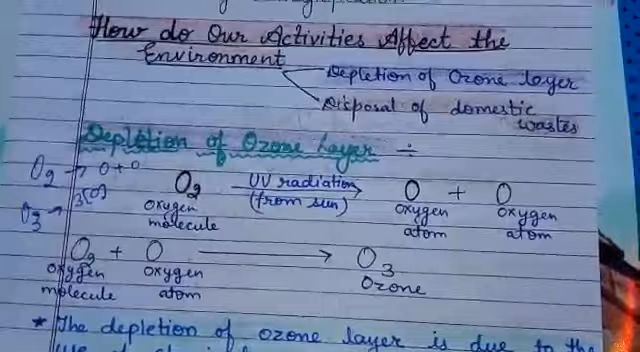 How do Our Activities Affect the
Environment
Depletion of Ozone layer
Disposal of domestic
wastes
Depletion of Ozone Layer ÷
O2 → O+O
O3 → 3(O)
O2 UV radiation → O + O
oxygen (from sun) oxygen oxygen
molecule atom atom
O2 + O → O3
oxygen oxygen Ozone
molecule atom
* The depletion of ozone layer is due to the